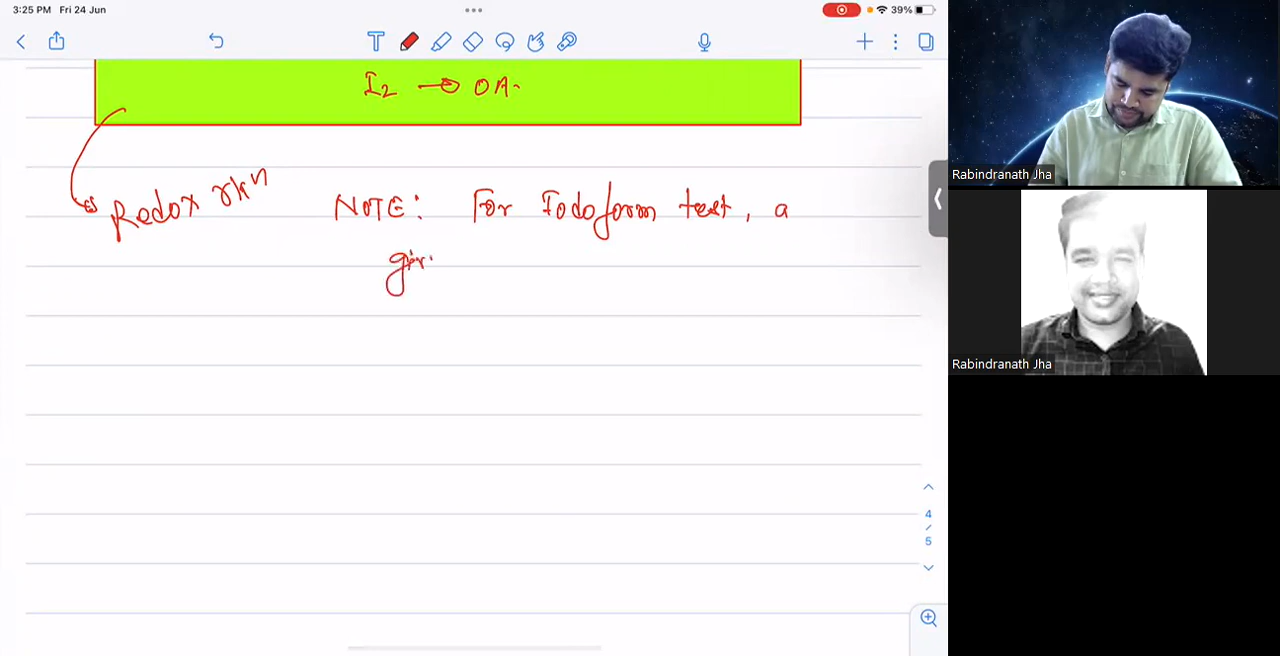 3:25 PM Fri 24 Jun
39%
T
I2 → OA.
Redox rxn
NOTE: For Iodoform test, a
giv.
4
/
5
Rabindranath Jha
Rabindranath Jha